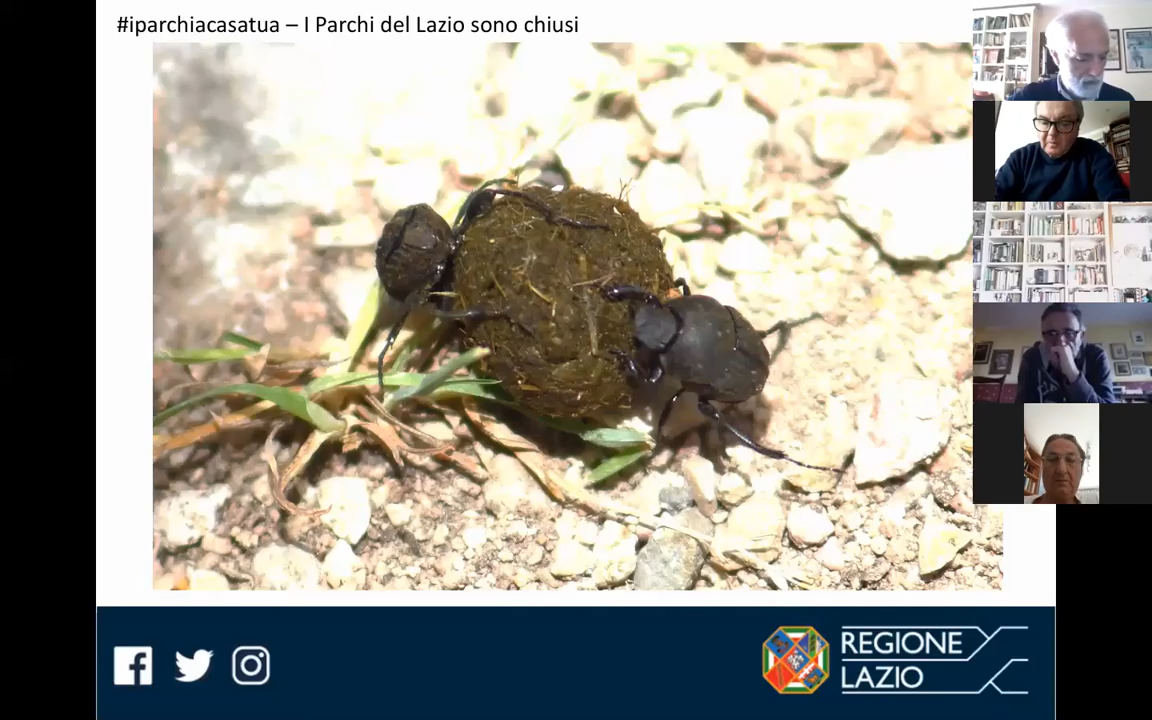 #iparchiacasatua – I Parchi del Lazio sono chiusi
REGIONE
LAZIO